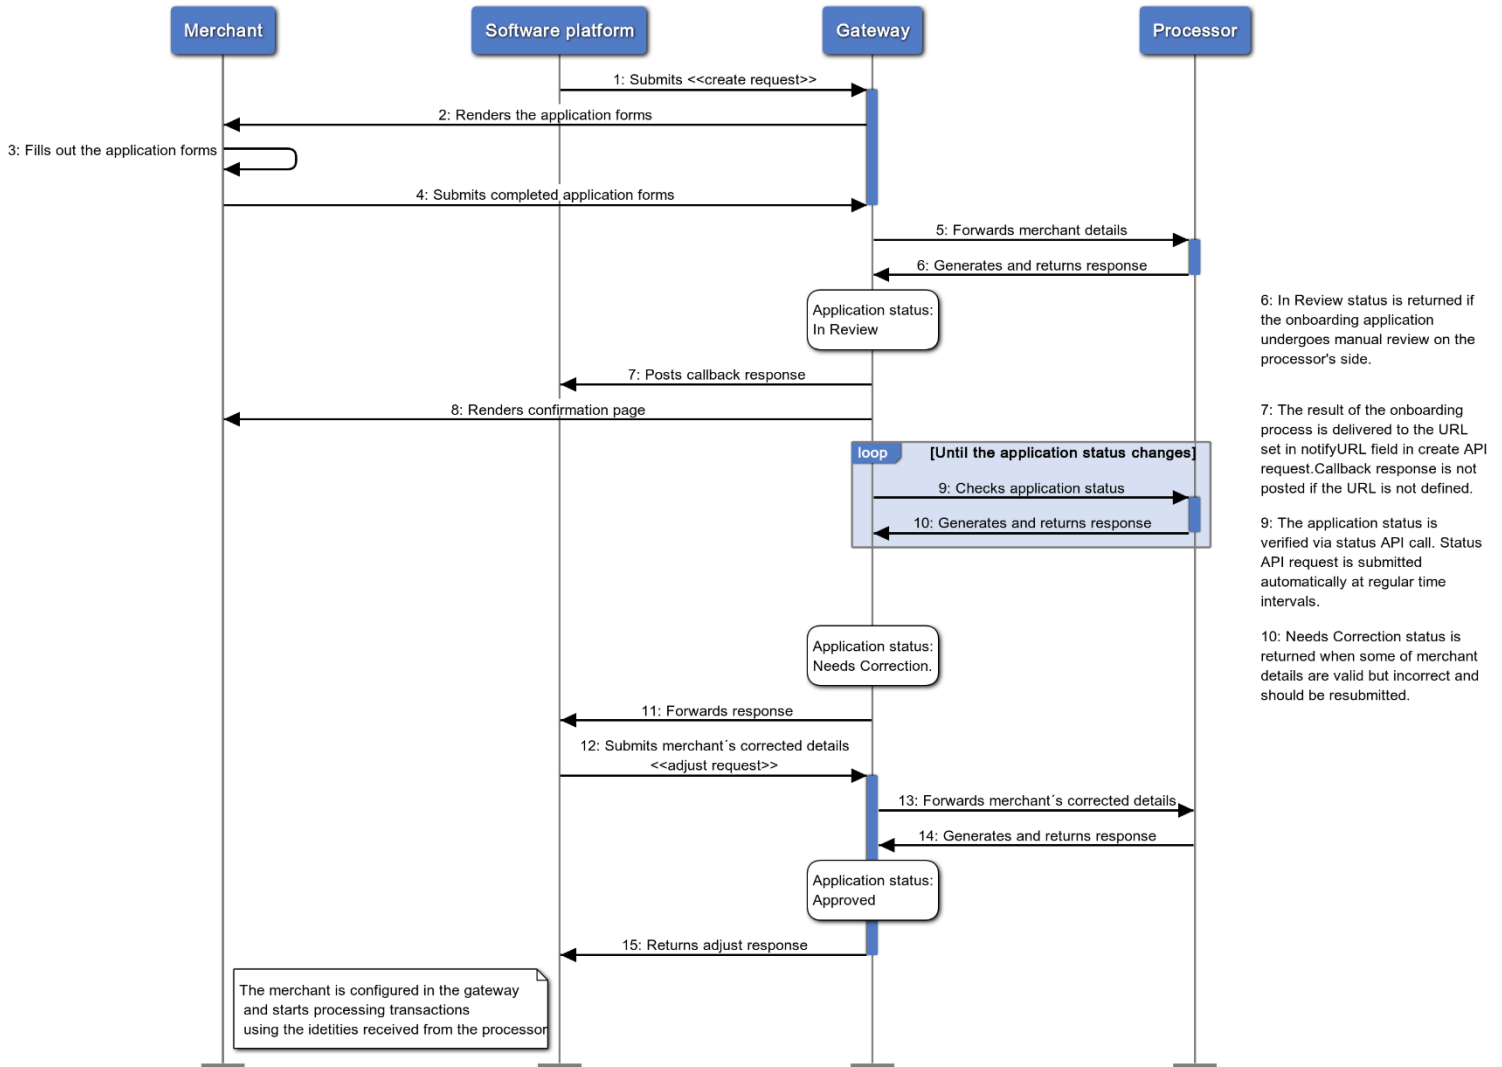 Merchant
Software platform
Gateway
Processor
1: Submits <<create request>>
2: Renders the application forms
3: Fills out the application forms
4: Submits completed application forms
5: Forwards merchant details
6: Generates and returns response
Application status:
In Review
6: In Review status is returned if
the onboarding application
undergoes manual review on the
processor's side.
7: Posts callback response
8: Renders confirmation page
7: The result of the onboarding
process is delivered to the URL
set in notifyURL field in create API
request.Callback response is not
posted if the URL is not defined.
loop
[Until the application status changes]
9: Checks application status
10: Generates and returns response
9: The application status is
verified via status API call. Status
API request is submitted
automatically at regular time
intervals.
Application status:
Needs Correction.
10: Needs Correction status is
returned when some of merchant
details are valid but incorrect and
should be resubmitted.
11: Forwards response
12: Submits merchant´s corrected details
<<adjust request>>
13: Forwards merchant´s corrected details
14: Generates and returns response
Application status:
Approved
15: Returns adjust response
The merchant is configured in the gateway
and starts processing transactions
using the idetities received from the processor